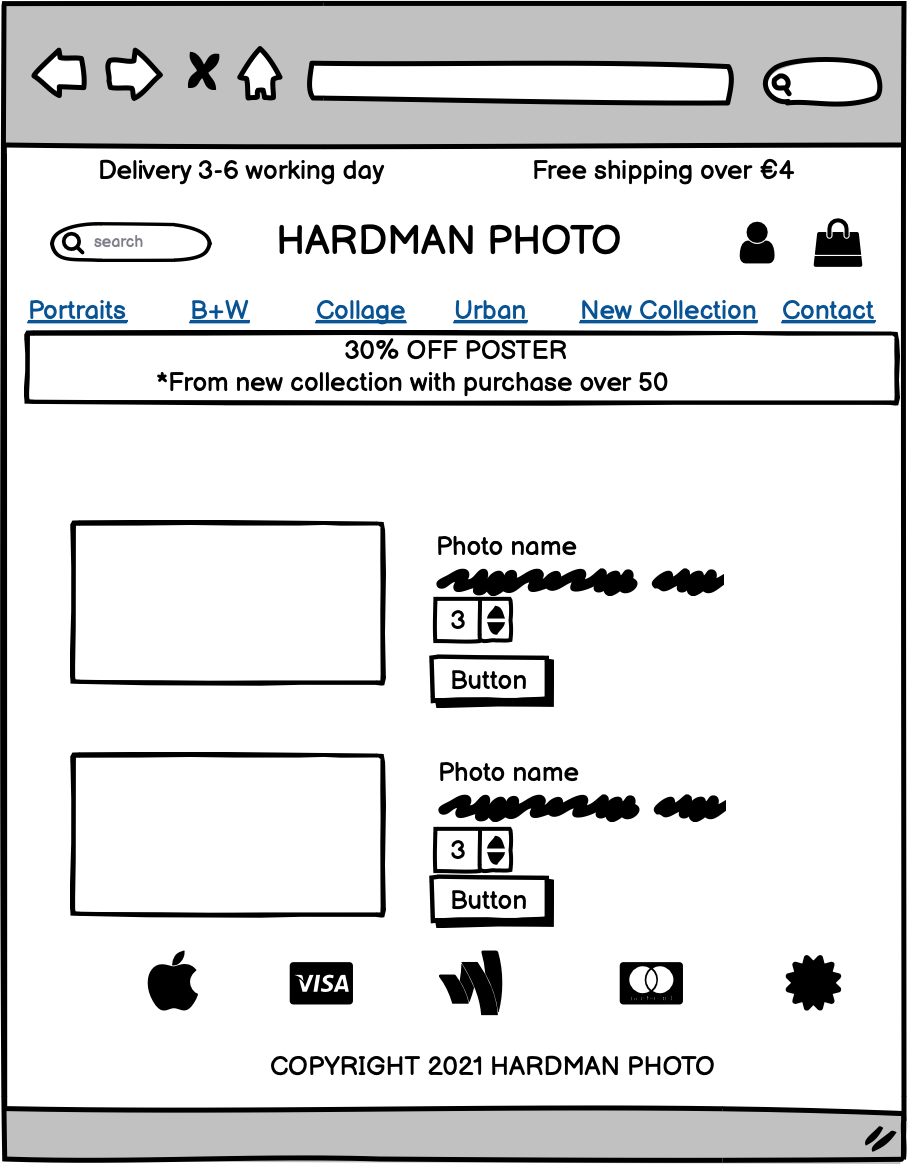 Delivery 3-6 working day
Free shipping over €4
search
HARDMAN PHOTO
Portraits B+W Collage Urban New Collection Contact
30% OFF POSTER
*From new collection with purchase over 50
Photo name
3
Button
Photo name
3
Button
VISA
COPYRIGHT 2021 HARDMAN PHOTO